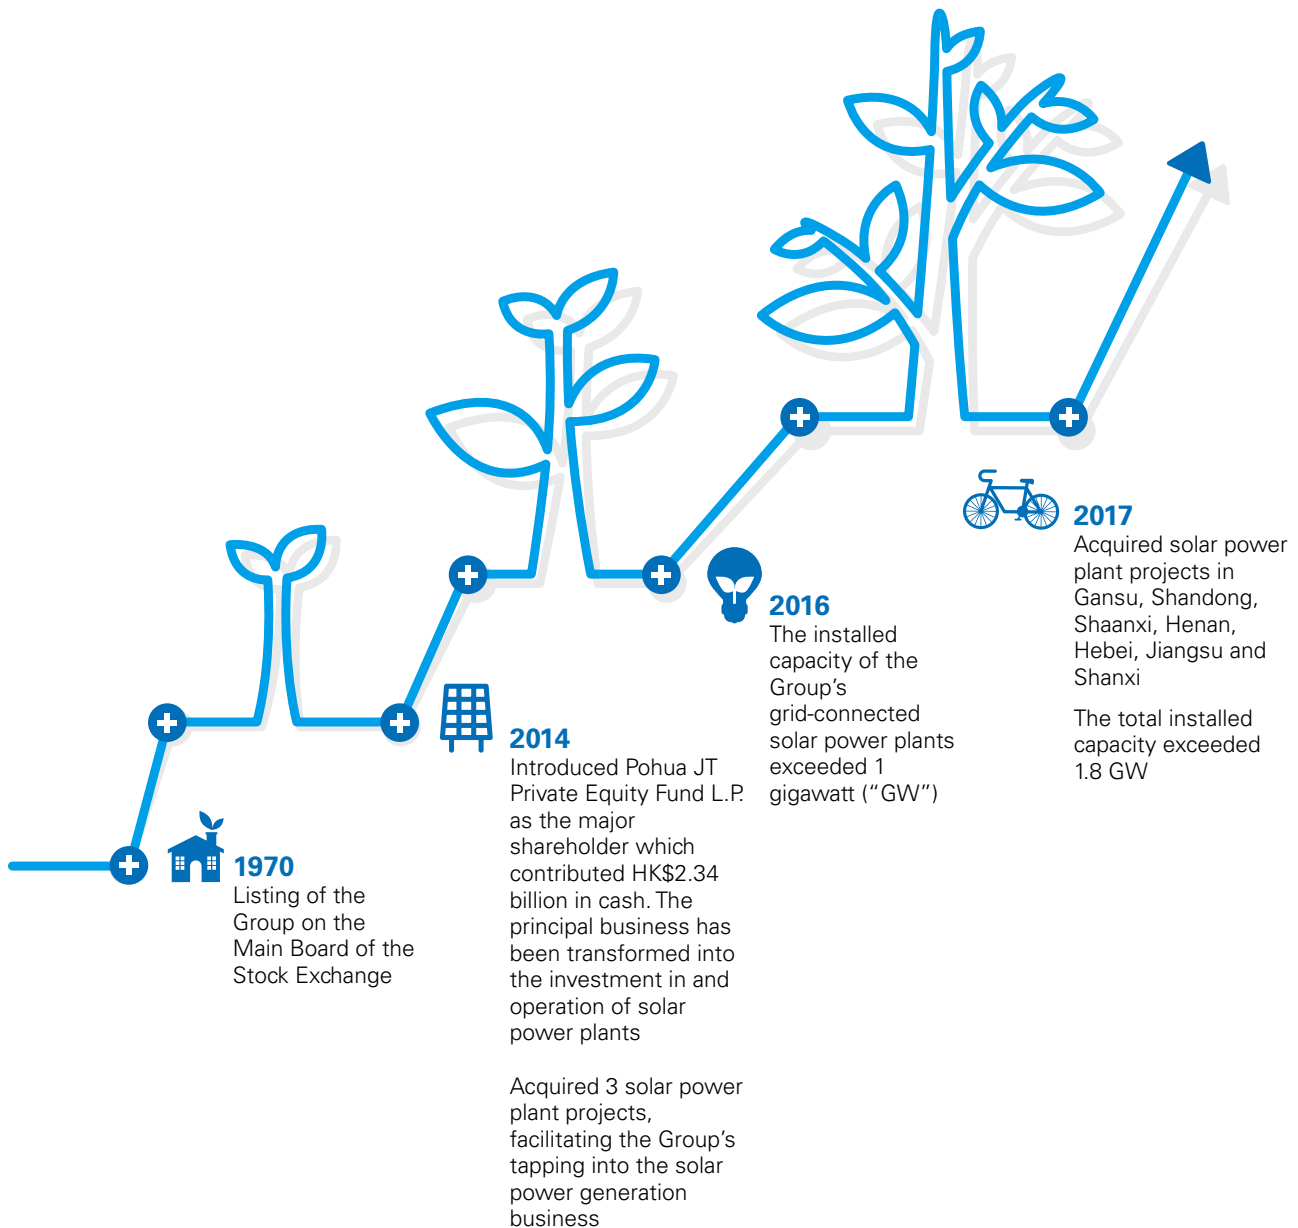 1970
Listing of the
Group on the
Main Board of the
Stock Exchange
2014
Introduced Pohua JT
Private Equity Fund L.P.
as the major
shareholder which
contributed HK$2.34
billion in cash. The
principal business has
been transformed into
the investment in and
operation of solar
power plants
Acquired 3 solar power
plant projects,
facilitating the Group’s
tapping into the solar
power generation
business
2016
The installed
capacity of the
Group’s
grid-connected
solar power plants
exceeded 1
gigawatt (“GW”)
2017
Acquired solar power
plant projects in
Gansu, Shandong,
Shaanxi, Henan,
Hebei, Jiangsu and
Shanxi
The total installed
capacity exceeded
1.8 GW